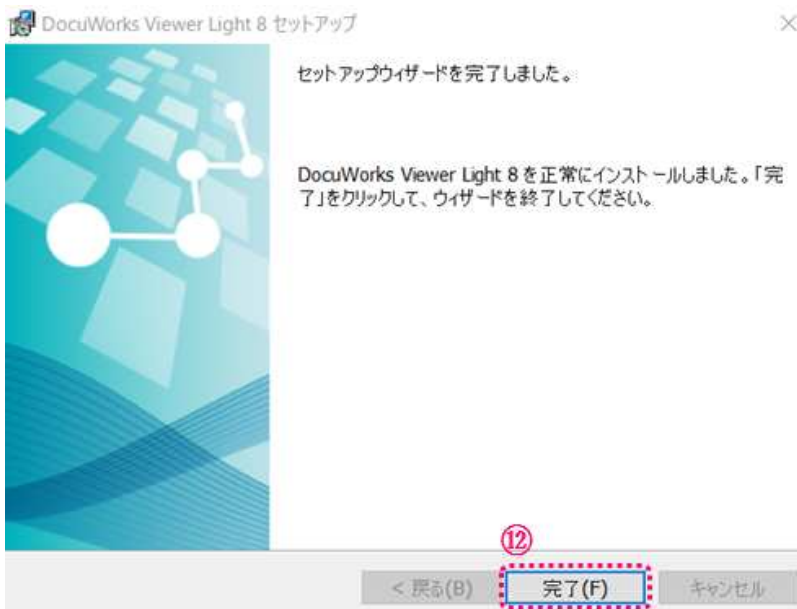 DocuWorks Viewer Light 8 セットアップ
セットアップウィザードを完了しました。
DocuWorks Viewer Light 8 を正常にインストールしました。「完
了」をクリックして、ウィザードを終了してください。
⑫
< 戻る(B) 完了(F) キャンセル